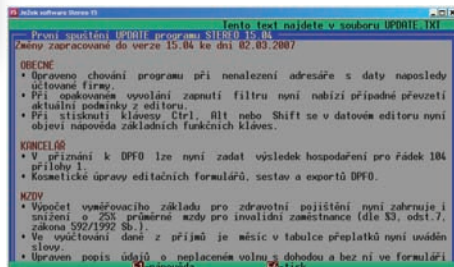 Ježek software Stereo 15
Tento text najdete v souboru UPDATE.TXT
První spuštění UPDATE programu STEREO 15.04
Změny zapracované do verze 15.04 ke dni 02.03.2007
OBECNÉ
• Opraveno chování programu při nenalezení adresáře s daty naposledy
účtované firmy.
• Při opakovaném vyvolání zapnutí filtru nyní nabízí případné převzetí
aktuální podmínky z editoru.
• Při stisknutí klávesy Ctrl, Alt nebo Shift se v datovém editoru nyní
objeví nápověda základních funkčních kláves.
KANCELÁŘ
• V přiznání k DPFO lze nyní zadat výsledek hospodaření pro řádek 104
přílohy 1.
• Kosmetické úpravy editačních formulářů, sestav a exportů DPFO.
MZDY
• Výpočet vyměřovacího základu pro zdravotní pojištění nyní zahrnuje i
snížení o 25% průměrné mzdy pro invalidní zaměstnance (dle §3, odst.7,
zákona 592/1992 Sb.).
• Ve vyúčtování daně z příjmů je měsíc v tabulce přeplatků nyní uváděn
slovy.
• Upraven popis údajů o neplaceném volnu s dohodou a bez ní ve formuláři